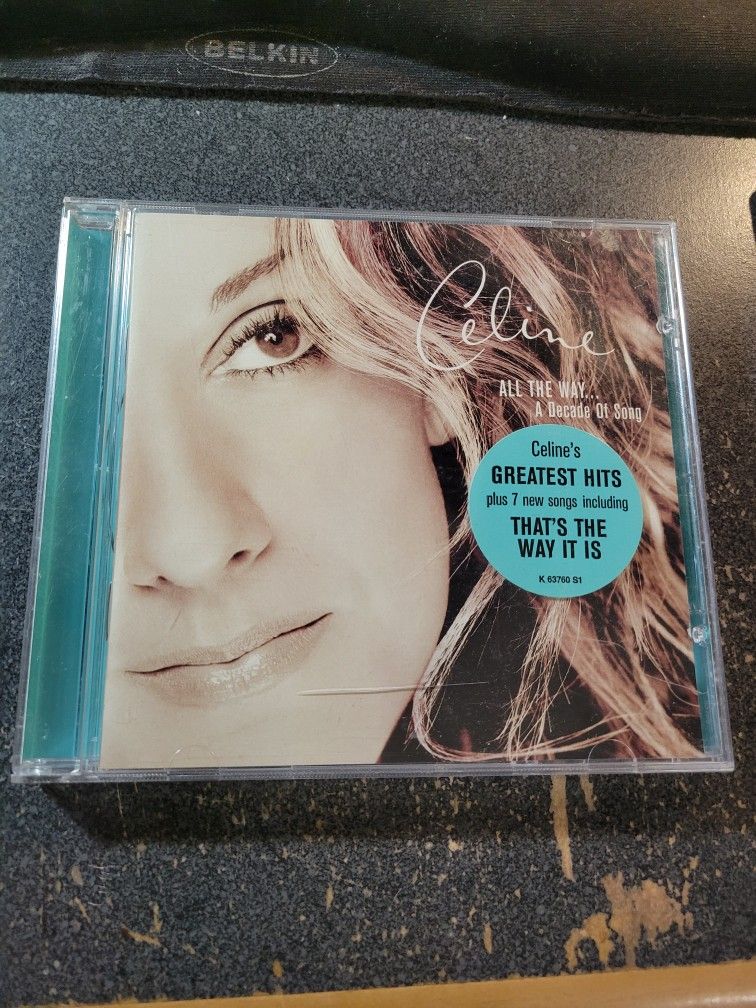 BELKIN
Celine
ALL THE WAY...
A Decade Of Song
Celine's
GREATEST HITS
plus 7 new songs including
THAT'S THE
WAY IT IS
K 63760 S1